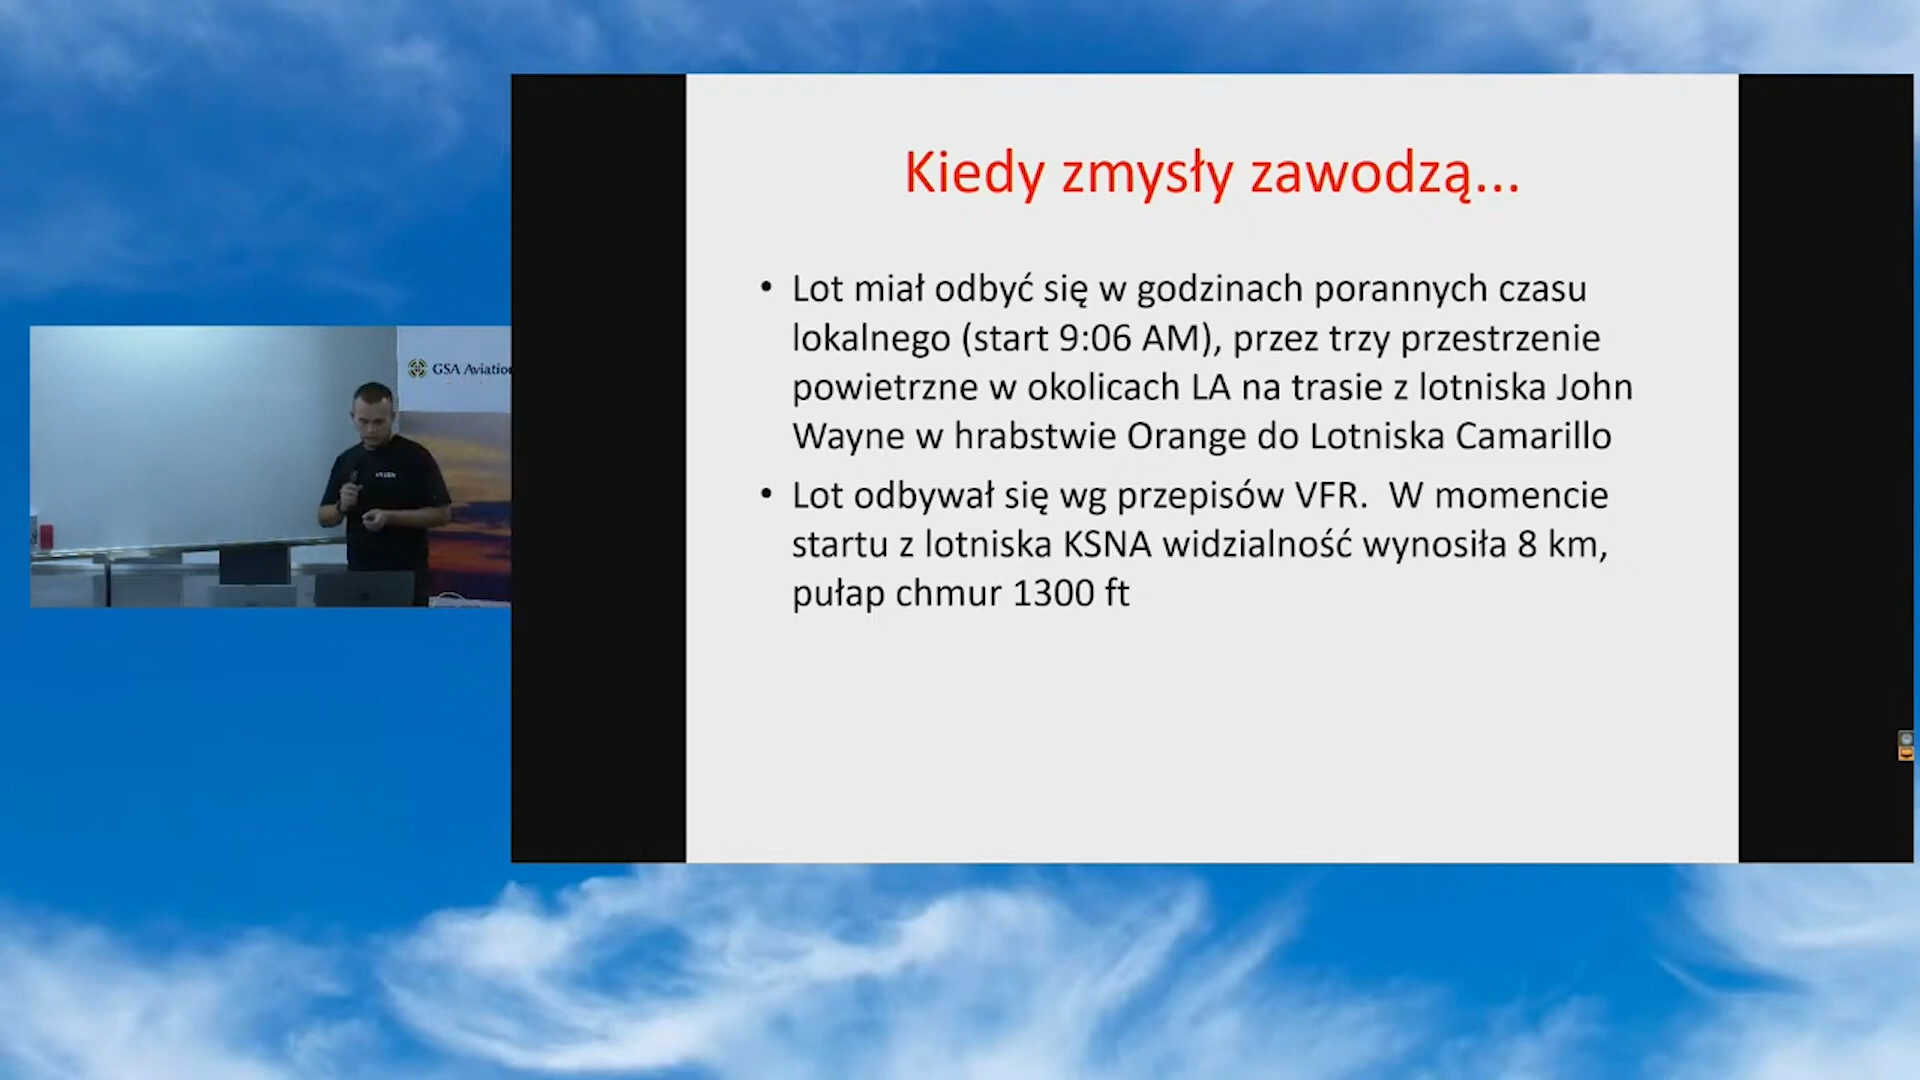 Kiedy zmysły zawodzą...
• Lot miał odbyć się w godzinach porannych czasu
lokalnego (start 9:06 AM), przez trzy przestrzenie
powietrzne w okolicach LA na trasie z lotniska John
Wayne w hrabstwie Orange do Lotniska Camarillo
• Lot odbywał się wg przepisów VFR.  W momencie
startu z lotniska KSNA widzialność wynosiła 8 km,
pułap chmur 1300 ft
GSA Aviation